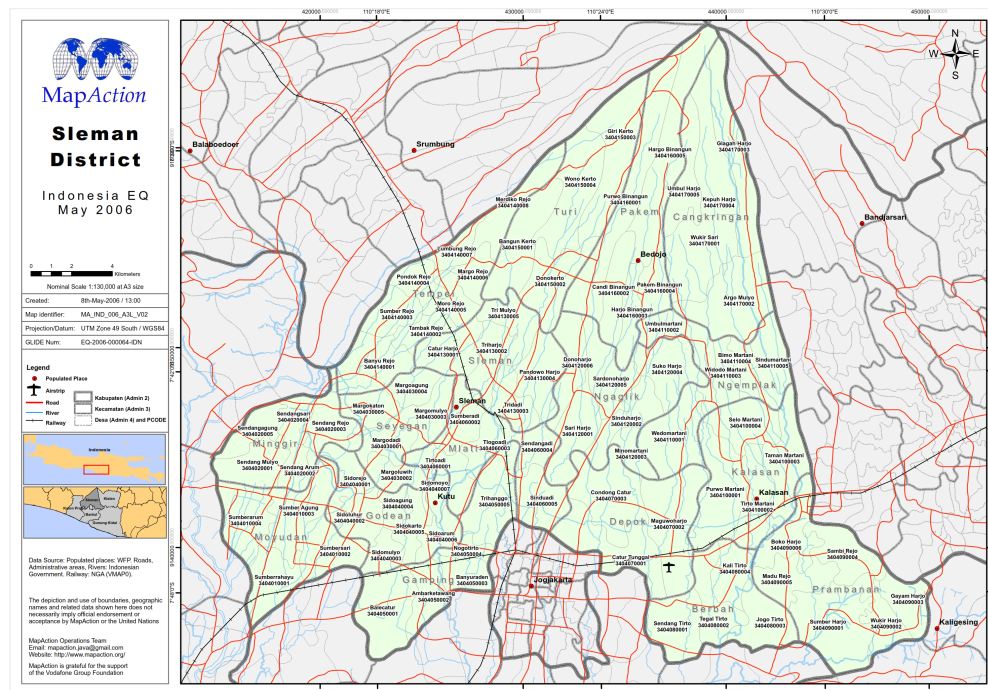 MapAction
Sleman
District
Indonesia EQ
May 2006
0 1 2 4
Kilometers
Nominal Scale 1:130,000 at A3 size
Created: 8th-May-2006 / 13:00
Map identifier: MA_IND_006_A3L_V02
Projection/Datum: UTM Zone 49 South / WGS84
GLIDE Num: EQ-2006-000064-IDN
Legend
Populated Place
Airstrip
Road
River
Railway
Kabupaten (Admin 2)
Kecamatan (Admin 3)
Desa (Admin 4) and PCODE
Indonesia
Sleman
Klaten
Kulon Progo
Bantul
Gunung Kidul
Data Source: Populated places: WFP. Roads,
Administrative areas, Rivers: Indonesian
Government. Railway: NGA (VMAP0).
The depiction and use of boundaries, geographic
names and related data shown here does not
necessarily imply official endorsement or
acceptance by MapAction or the United Nations
MapAction Operations Team
Email: mapaction.java@gmail.com
Website: http://www.mapaction.org/
MapAction is grateful for the support
of the Vodafone Group Foundation
420000 110°18'0"E 430000 110°24'0"E 440000 110°30'0"E 450000
N
W E
S
Balaboedoer
Srumbung
Bandjarsari
Bedojo
Sleman
Kutu
Kalasan
Jogjakarta
Kaligesing
Turi
Pakem
Cangkringan
Tempel
Sleman
Ngaglik
Ngemplak
Seyegan
Minggir
Mlati
Kalasan
Godean
Moyudan
Depok
Gamping
Berbah
Prambanan
Giri Kerto
3404150003
Hargo Binangun
3404160005
Glagah Harjo
3404170003
Wono Kerto
3404150004
Purwo Binangun
3404160001
Umbul Harjo
3404170005
Kepuh Harjo
3404170004
Merdiko Rejo
3404140008
Wukir Sari
3404170001
Lumbung Rejo
3404140007
Bangun Kerto
3404150001
Pondok Rejo
3404140004
Margo Rejo
3404140006
Donokerto
3404150002
Candi Binangun
3404160002
Pakem Binangun
3404160004
Argo Mulyo
3404170002
Sumber Rejo
3404140003
Moro Rejo
3404140005
Tri Mulyo
3404130005
Harjo Binangun
3404160003
Umbulmartani
Tambak Rejo
3404140002
Catur Harjo
3404130001
Triharjo
3404130002
Banyu Rejo
3404140001
Donoharjo
3404120006
Suko Harjo
3404120004
Bimo Martani
3404110004
Sindumartani
3404110005
Widodo Martani
3404110003
Pandowo Harjo
3404130004
Sardonoharjo
3404120005
Margoagung
3404030004
Margokaton
3404030005
Margomulyo
3404030003
Sumberadi
3404060002
Tridadi
3404130003
Sendangsari
3404020004
Sendang Rejo
3404020003
Sendangagung
3404020005
Sari Harjo
3404120001
Sinduharjo
3404120002
Selo Martani
3404100004
Wedomartani
3404110001
Margodadi
3404030001
Tlogoadi
3404060003
Sendangadi
3404060004
Minomartani
3404120003
Taman Martani
3404100003
Sendang Mulyo
3404020001
Sendang Arum
3404020002
Tirtoadi
3404060001
Sidorejo
3404040001
Margoluwih
3404030002
Sidomoyo
3404040007
Purwo Martani
3404100001
Tirto Martani
3404100002
Condong Catur
3404070003
Trihanggo
3404050005
Sinduadi
3404060005
Sidoagung
3404040004
Sumber Agung
3404010003
Sidoluhur
3404040002
Sumberarum
3404010004
Sidokarto
3404040005
Sidoarum
3404040006
Maguwoharjo
3404070002
Boko Harjo
3404090006
Sambi Rejo
3404090004
Sumbersari
3404010002
Sidomulyo
3404040003
Nogotirto
3404050004
Catur Tunggal
3404070001
Kali Tirto
3404080004
Madu Rejo
3404090005
Sumberrahayu
3404010001
Banyuraden
3404050003
Ambarketawang
3404050002
Balecatur
3404050001
Gayam Harjo
3404090003
Sendang Tirto
3404080001
Tegal Tirto
3404080002
Jogo Tirto
3404080003
Sumber Harjo
3404090001
Wukir Harjo
3404090002